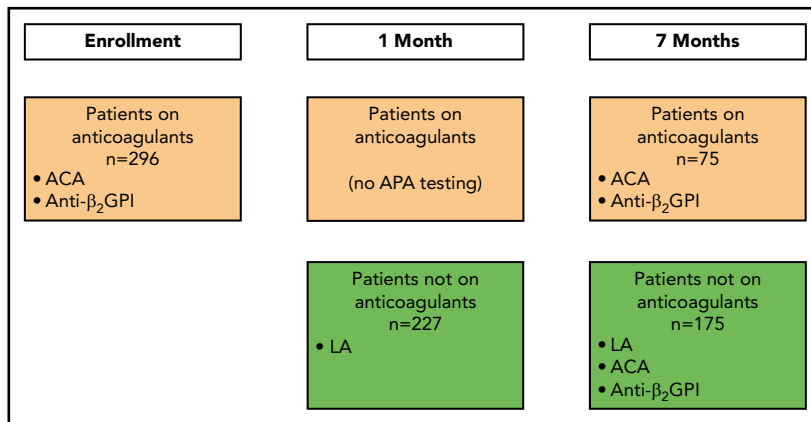 Enrollment
1 Month
7 Months
Patients on
anticoagulants
n=296
• ACA
• Anti-β₂GPI
Patients on
anticoagulants
(no APA testing)
Patients on
anticoagulants
n=75
• ACA
• Anti-β₂GPI
Patients not on
anticoagulants
n=227
• LA
Patients not on
anticoagulants
n=175
• LA
• ACA
• Anti-β₂GPI